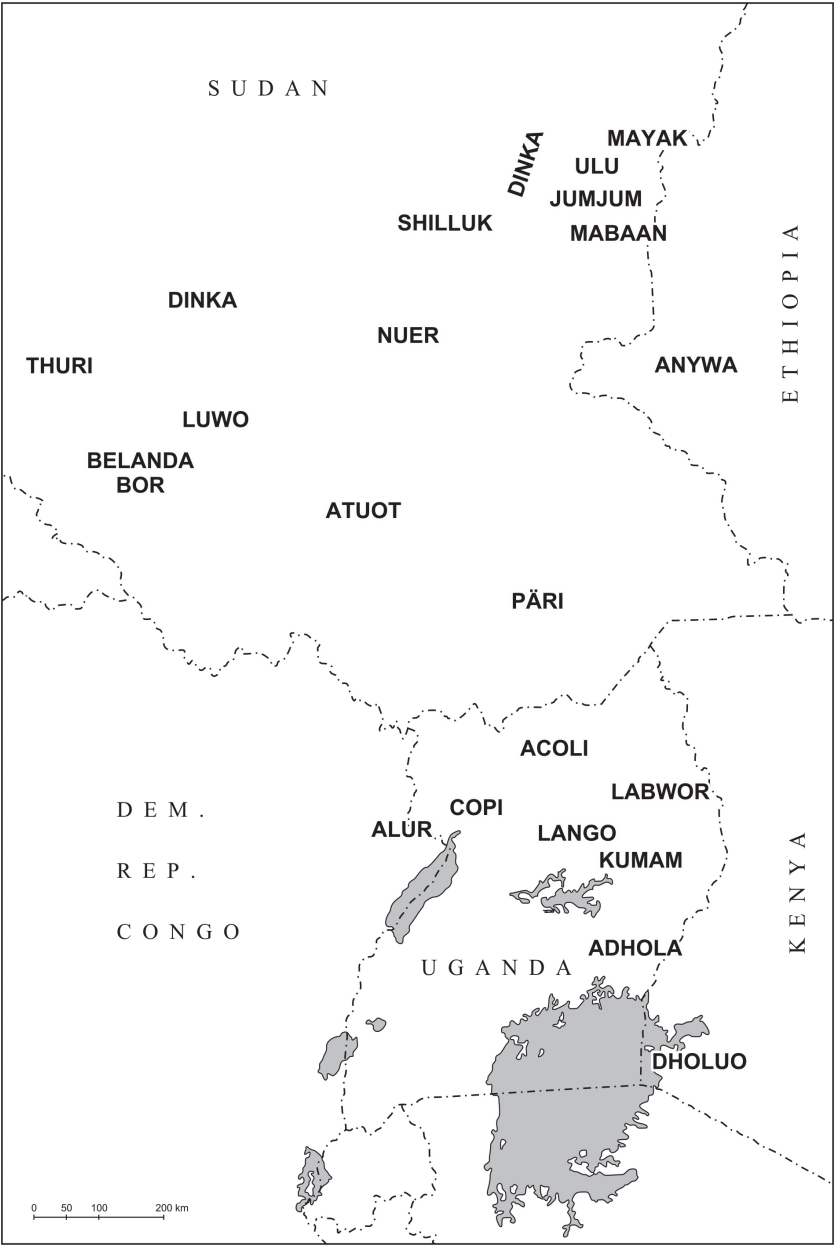 SUDAN
MAYAK
DINKA
ULU
JUMJUM
SHILLUK
MABAAN
ETHIOPIA
DINKA
NUER
THURI
ANYWA
LUWO
BELANDA
BOR
ATUOT
PÄRI
ACOLI
LABWOR
DEM.
REP.
CONGO
COPI
ALUR
LANGO
KUMAM
KENYA
ADHOLA
UGANDA
DHOLUO
0 50 100 200 km